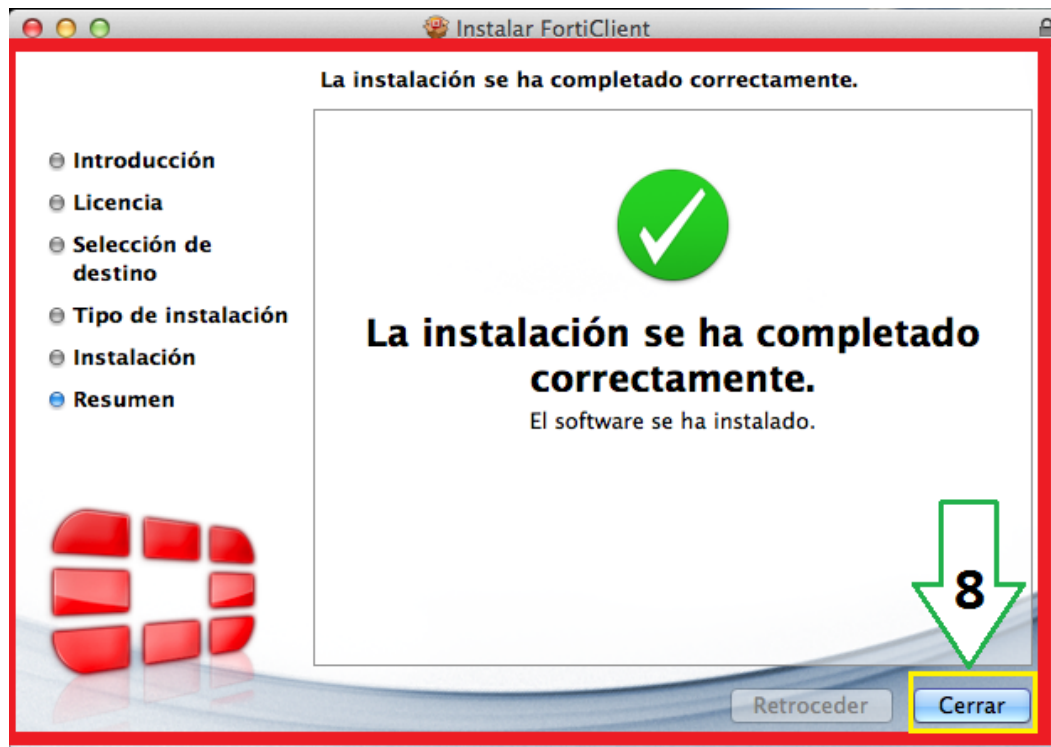 Instalar FortiClient
La instalación se ha completado correctamente.
Introducción
Licencia
Selección de
destino
Tipo de instalación
Instalación
Resumen
La instalación se ha completado
correctamente.
El software se ha instalado.
8
Retroceder
Cerrar